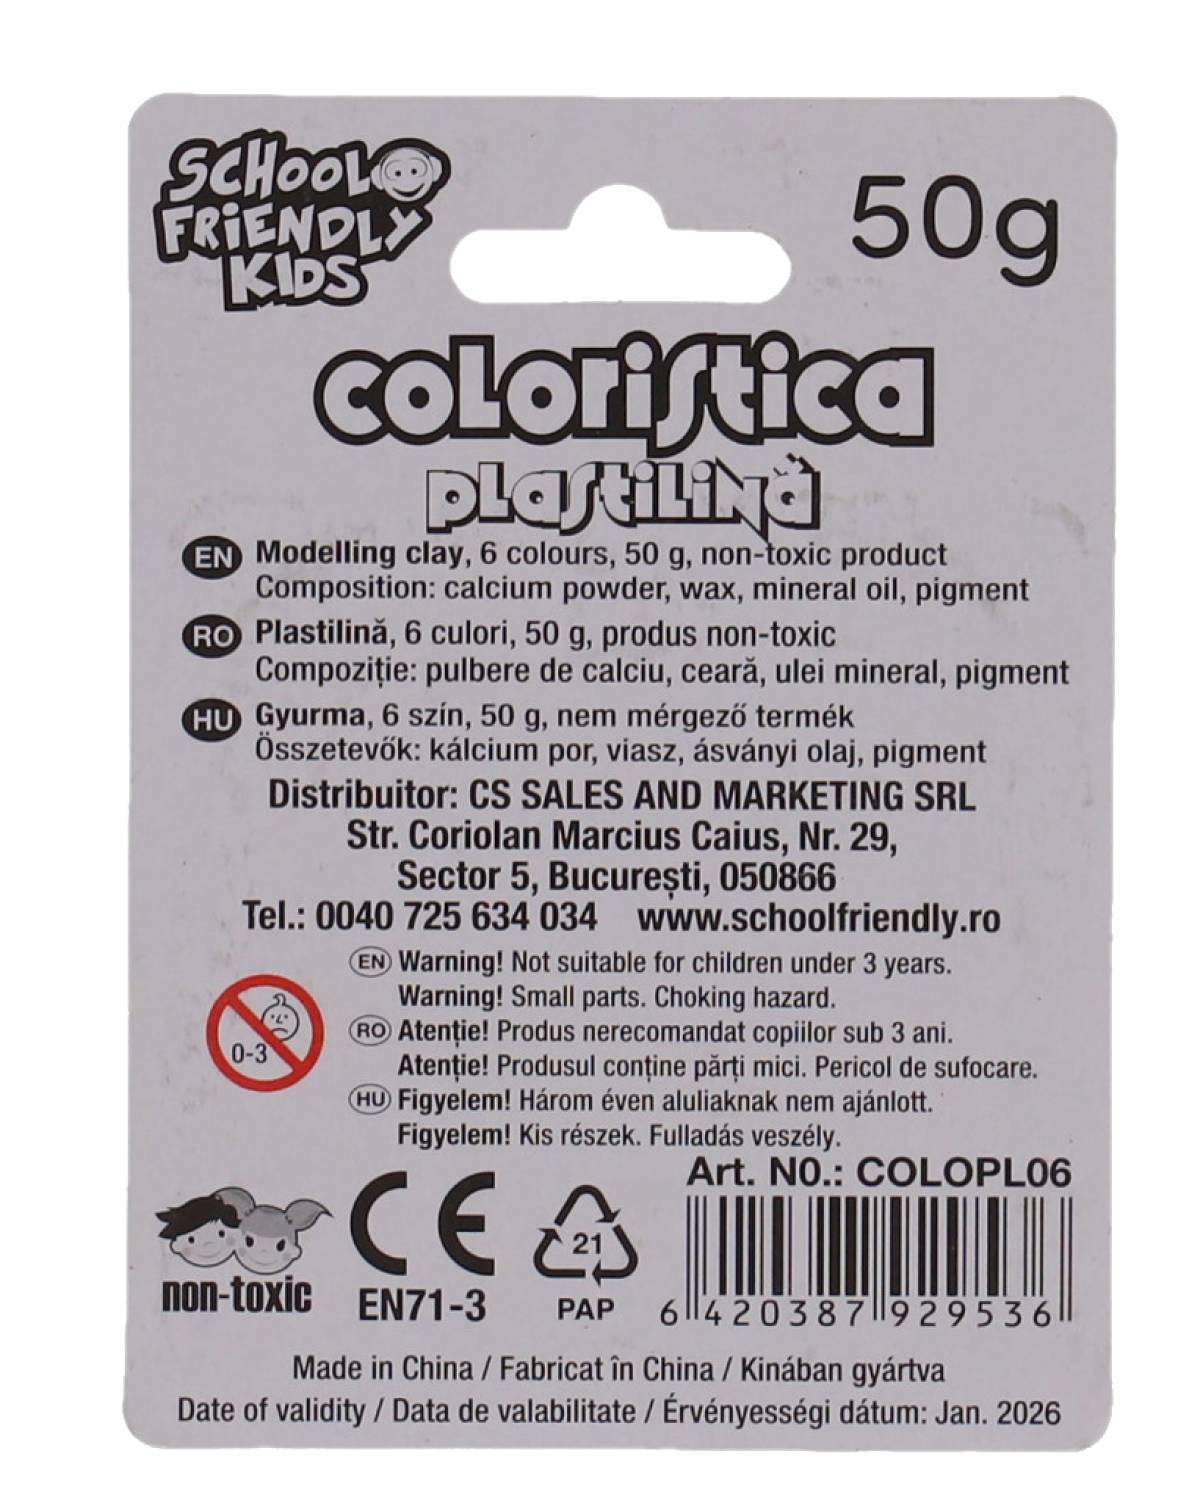 SCHOOL
FRiENDLY
KIDS
50g
coLoristica
pLastiLină
EN Modelling clay, 6 colours, 50 g, non-toxic product
Composition: calcium powder, wax, mineral oil, pigment
RO Plastilină, 6 culori, 50 g, produs non-toxic
Compoziție: pulbere de calciu, ceară, ulei mineral, pigment
HU Gyurma, 6 szín, 50 g, nem mérgező termék
Összetevők: kálcium por, viasz, ásványi olaj, pigment
Distribuitor: CS SALES AND MARKETING SRL
Str. Coriolan Marcius Caius, Nr. 29,
Sector 5, București, 050866
Tel.: 0040 725 634 034 www.schoolfriendly.ro
EN Warning! Not suitable for children under 3 years.
Warning! Small parts. Choking hazard.
RO Atenție! Produs nerecomandat copiilor sub 3 ani.
Atenție! Produsul conține părți mici. Pericol de sufocare.
HU Figyelem! Három éven aluliaknak nem ajánlott.
Figyelem! Kis részek. Fulladás veszély.
0-3
Art. NO.: COLOPL06
non-toxic
CE
EN71-3
21
PAP
6 420387 929536
Made in China / Fabricat în China / Kinában gyártva
Date of validity / Data de valabilitate / Érvényességi dátum: Jan. 2026